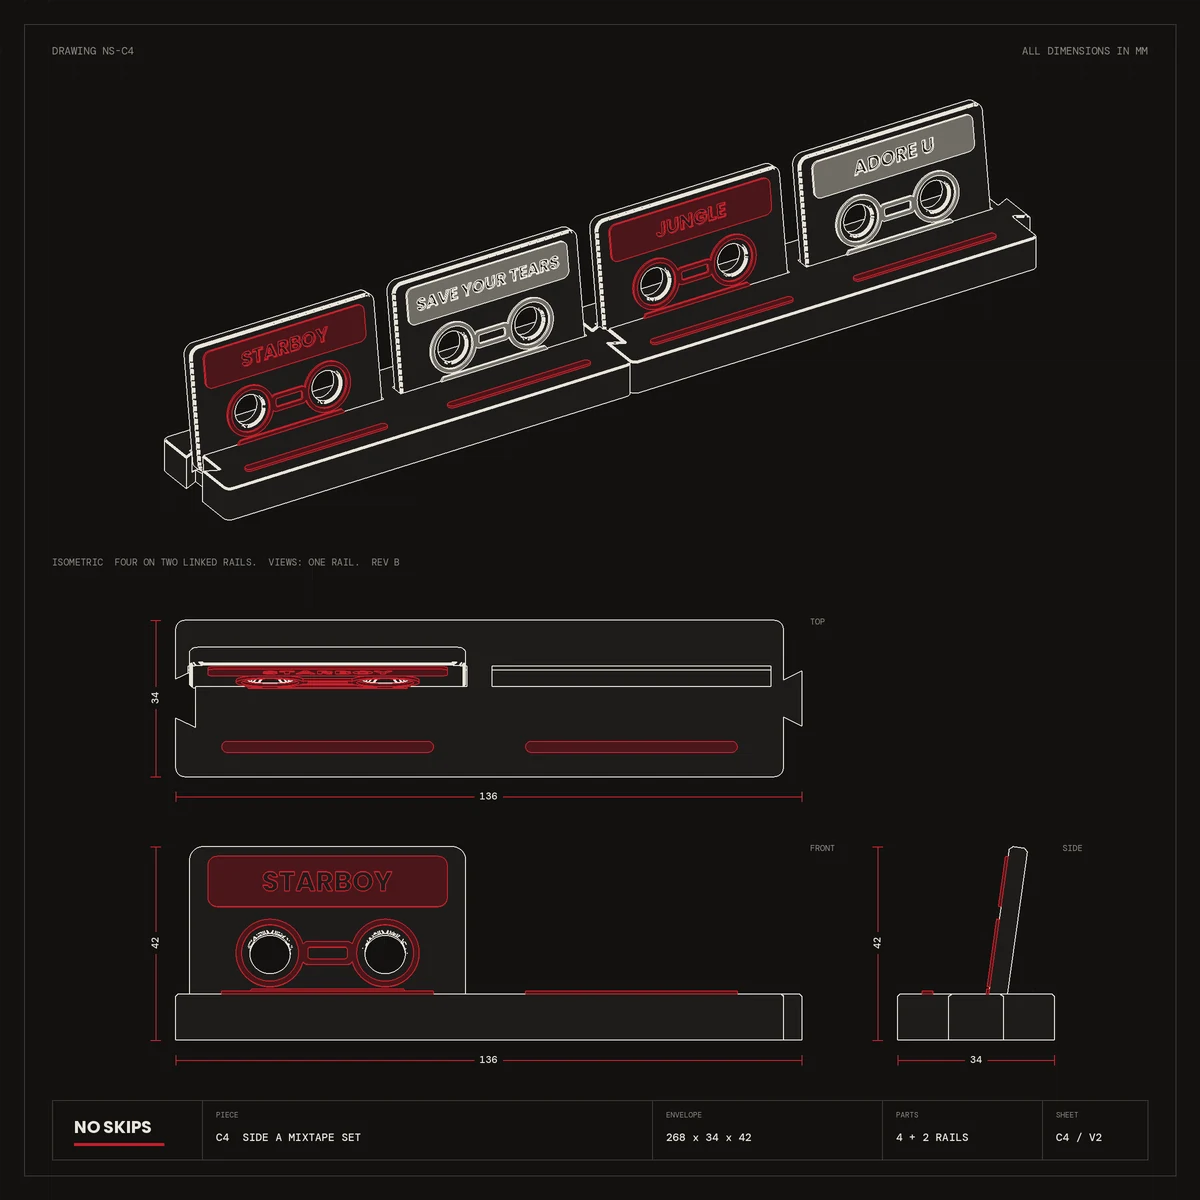 DRAWING NS-C4
ALL DIMENSIONS IN MM
ADORE U
JUNGLE
SAVE YOUR TEARS
STARBOY
ISOMETRIC  FOUR ON TWO LINKED RAILS.  VIEWS: ONE RAIL.  REV B
TOP
STARBOY
34
136
FRONT
SIDE
STARBOY
42
42
136
34
NO SKIPS
PIECE
C4  SIDE A MIXTAPE SET
ENVELOPE
268 x 34 x 42
PARTS
4 + 2 RAILS
SHEET
C4 / V2